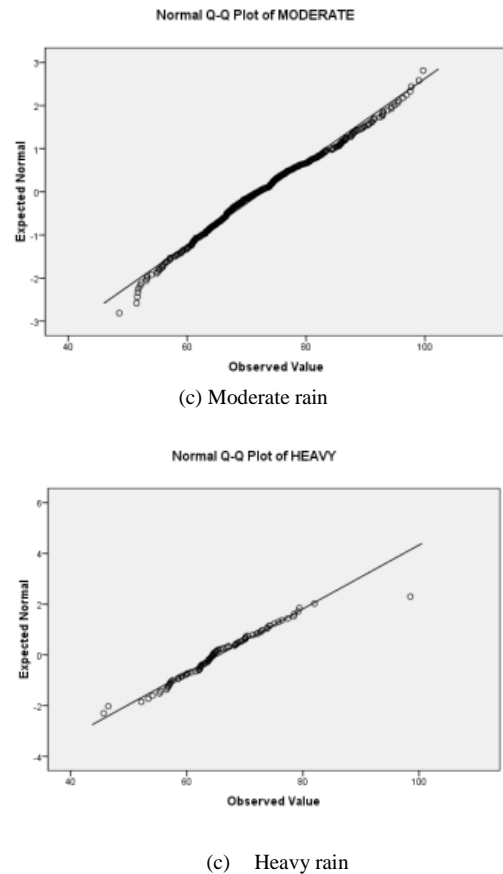 Normal Q-Q Plot of MODERATE
3
2
1
0
-1
-2
-3
Expected Normal
40 60 80 100
Observed Value
(c) Moderate rain
Normal Q-Q Plot of HEAVY
6
4
2
0
-2
-4
Expected Normal
40 60 80 100
Observed Value
(c) Heavy rain